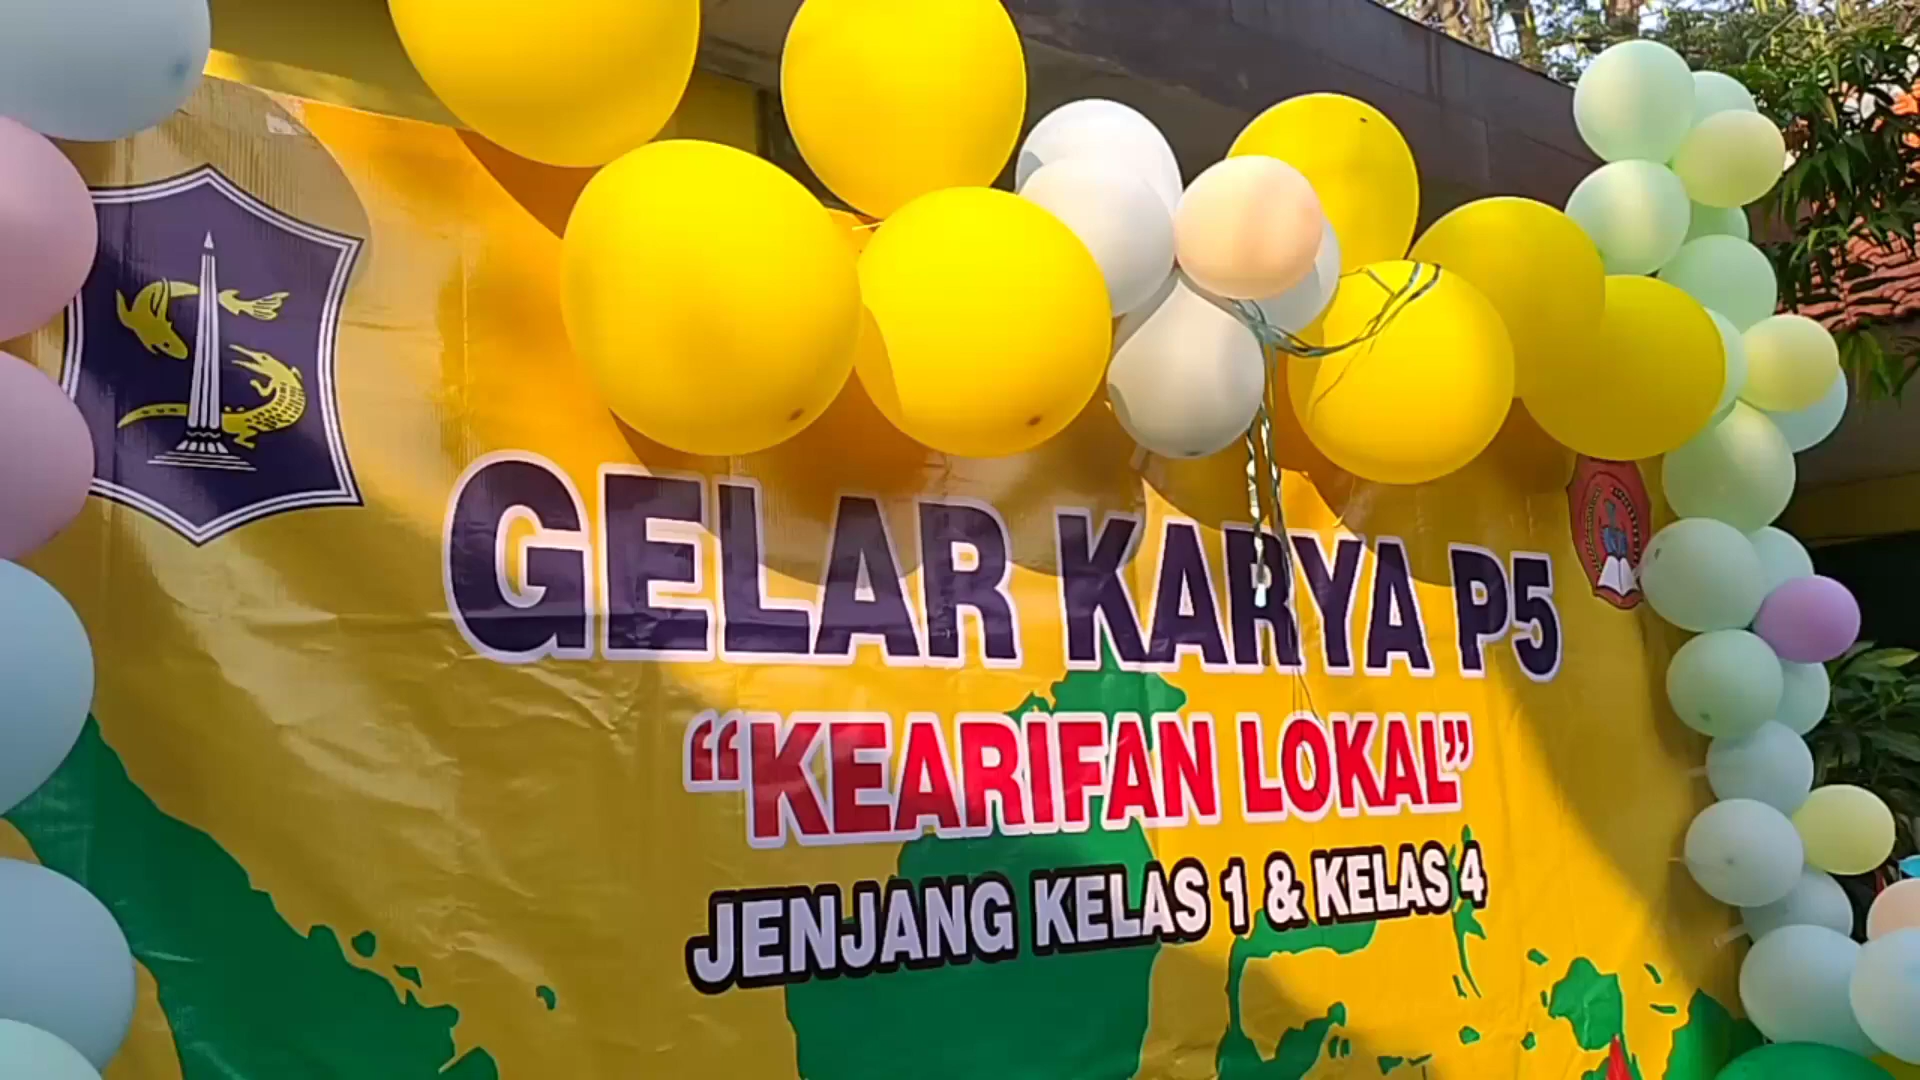 GELAR KARYA P5
“KEARIFAN LOKAL”
JENJANG KELAS 1 & KELAS 4